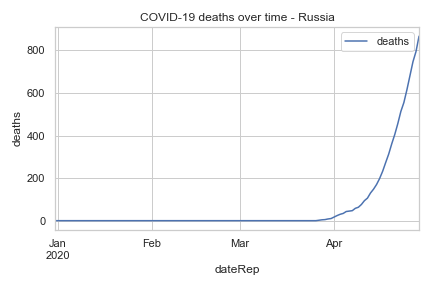 COVID-19 deaths over time - Russia
deaths
800
600
400
200
0
deaths
Jan
2020
Feb
Mar
Apr
dateRep